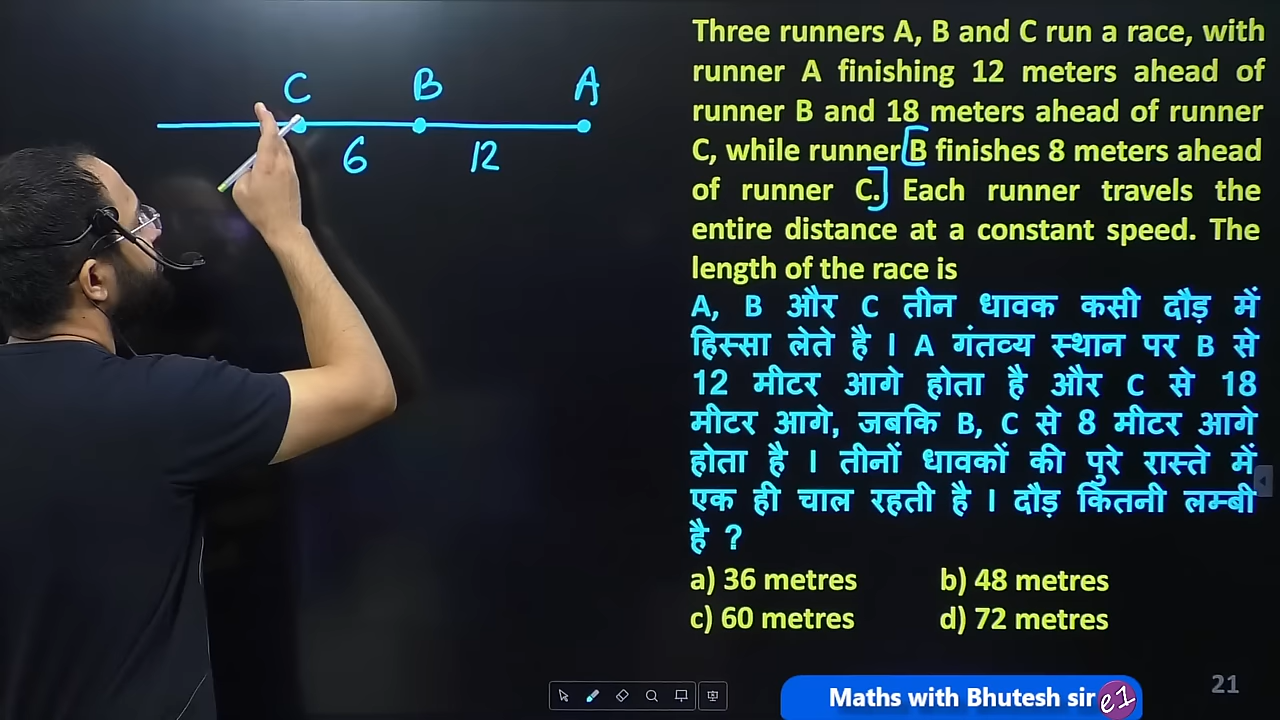 C B A
6 12
Three runners A, B and C run a race, with
runner A finishing 12 meters ahead of
runner B and 18 meters ahead of runner
C, while runner B finishes 8 meters ahead
of runner C. Each runner travels the
entire distance at a constant speed. The
length of the race is
A, B और C तीन धावक कसी दौड़ में
हिस्सा लेते है । A गंतव्य स्थान पर B से
12 मीटर आगे होता है और C से 18
मीटर आगे, जबकि B, C से 8 मीटर आगे
होता है । तीनों धावकों की पुरे रास्ते में
एक ही चाल रहती है । दौड़ कितनी लम्बी
है ?
a) 36 metres b) 48 metres
c) 60 metres d) 72 metres
21
Maths with Bhutesh sir e1